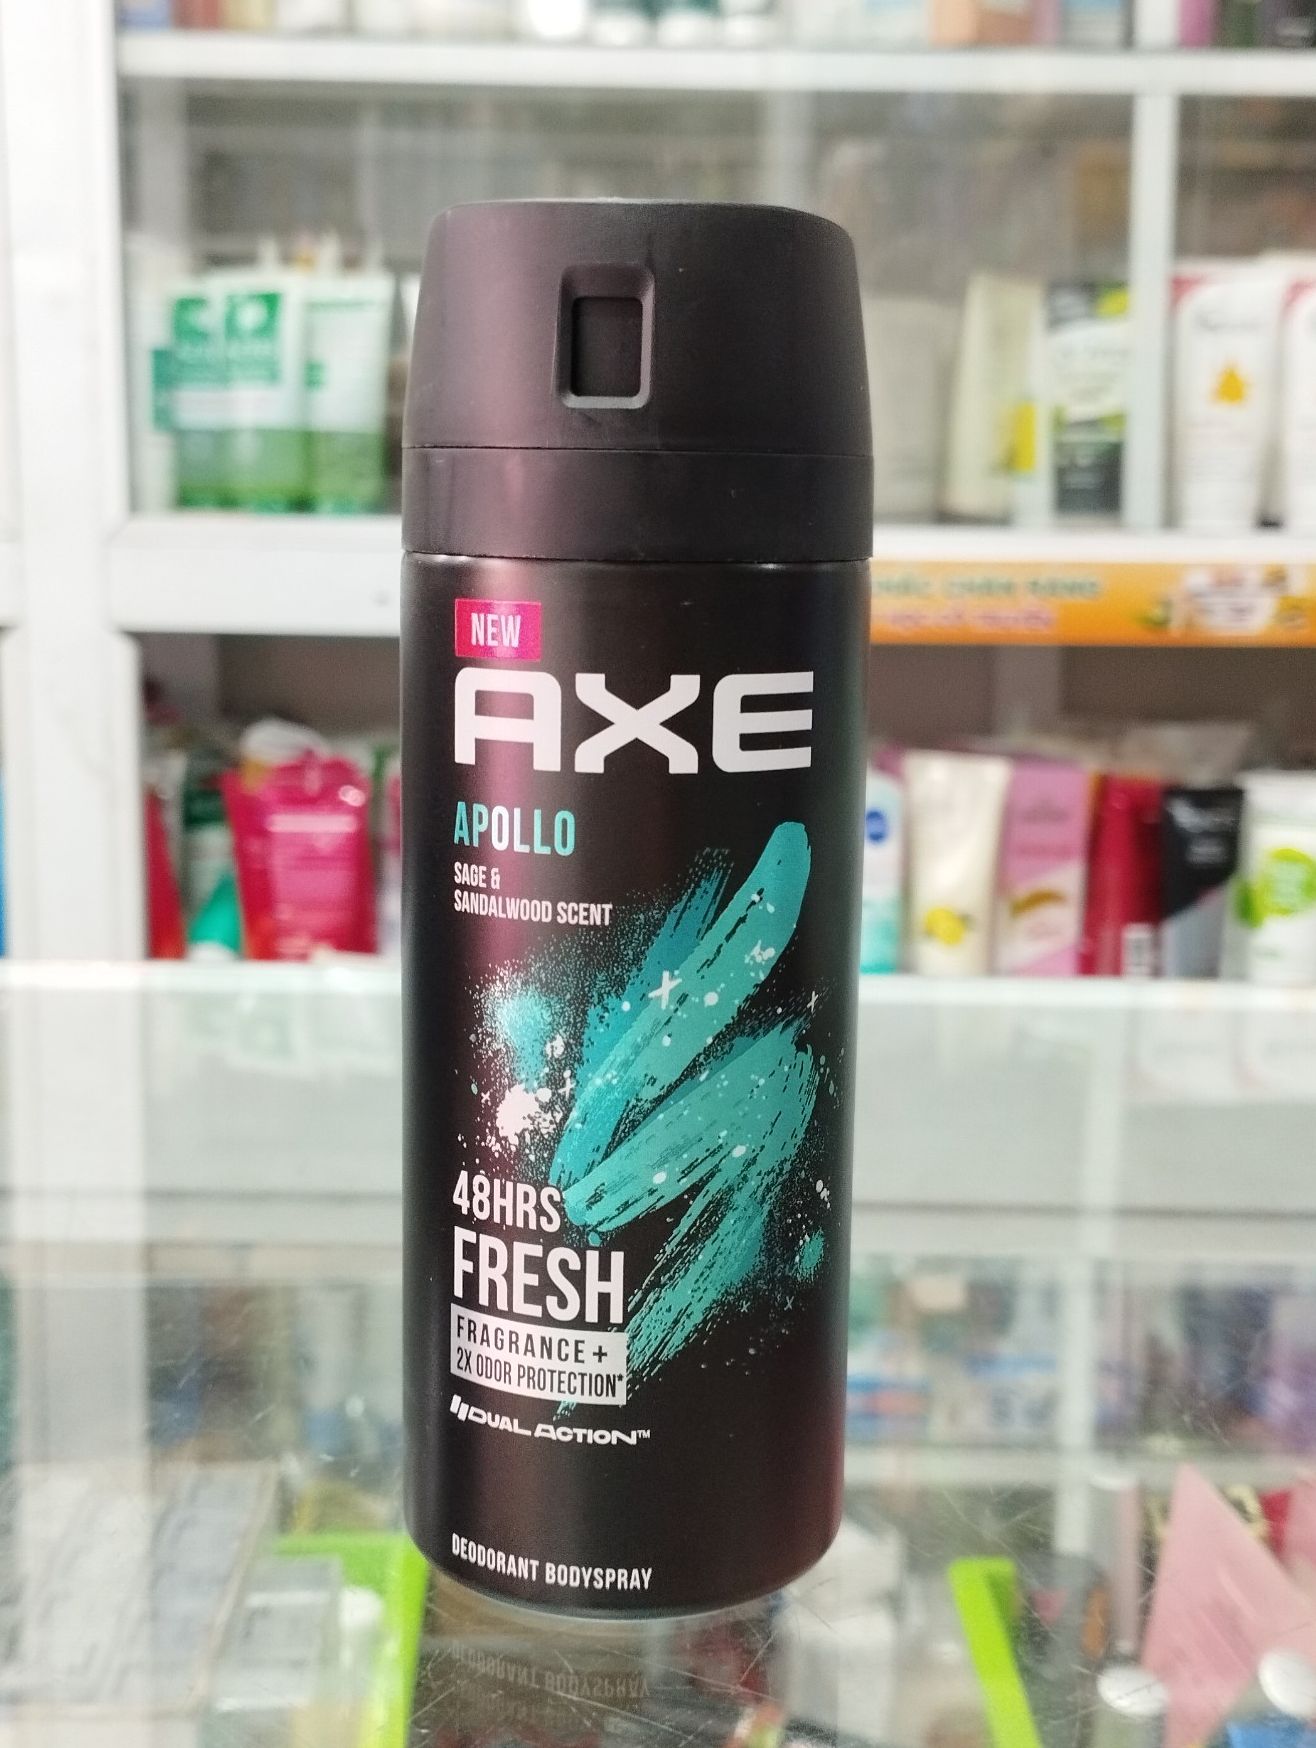 NEW
AXE
APOLLO
SAGE &
SANDALWOOD SCENT
48HRS
FRESH
FRAGRANCE +
2X ODOR PROTECTION*
DUAL ACTION™
DEODORANT BODYSPRAY